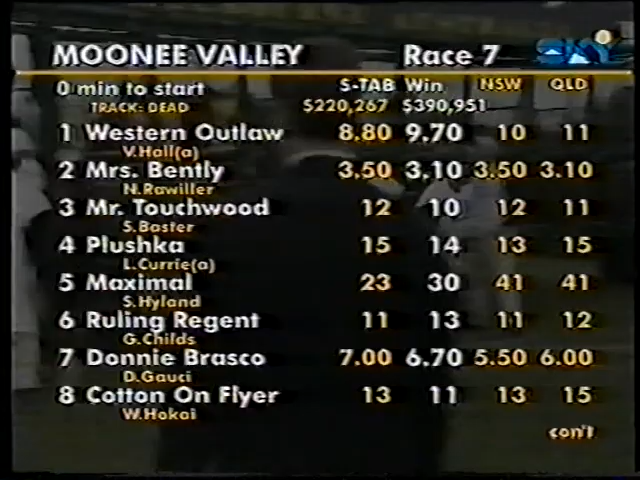 MOONEE VALLEY Race 7 SKY
0 min to start S-TAB Win NSW QLD
TRACK: DEAD $220,267 $390,951
1 Western Outlaw 8.80 9.70 10 11
V.Hall(a)
2 Mrs. Bently 3.50 3.10 3.50 3.10
N.Rawiller
3 Mr. Touchwood 12 10 12 11
S.Baster
4 Plushka 15 14 13 15
L.Currie(a)
5 Maximal 23 30 41 41
S.Hyland
6 Ruling Regent 11 13 11 12
G.Childs
7 Donnie Brasco 7.00 6.70 5.50 6.00
D.Gauci
8 Cotton On Flyer 13 11 13 15
W.Hokai
con't